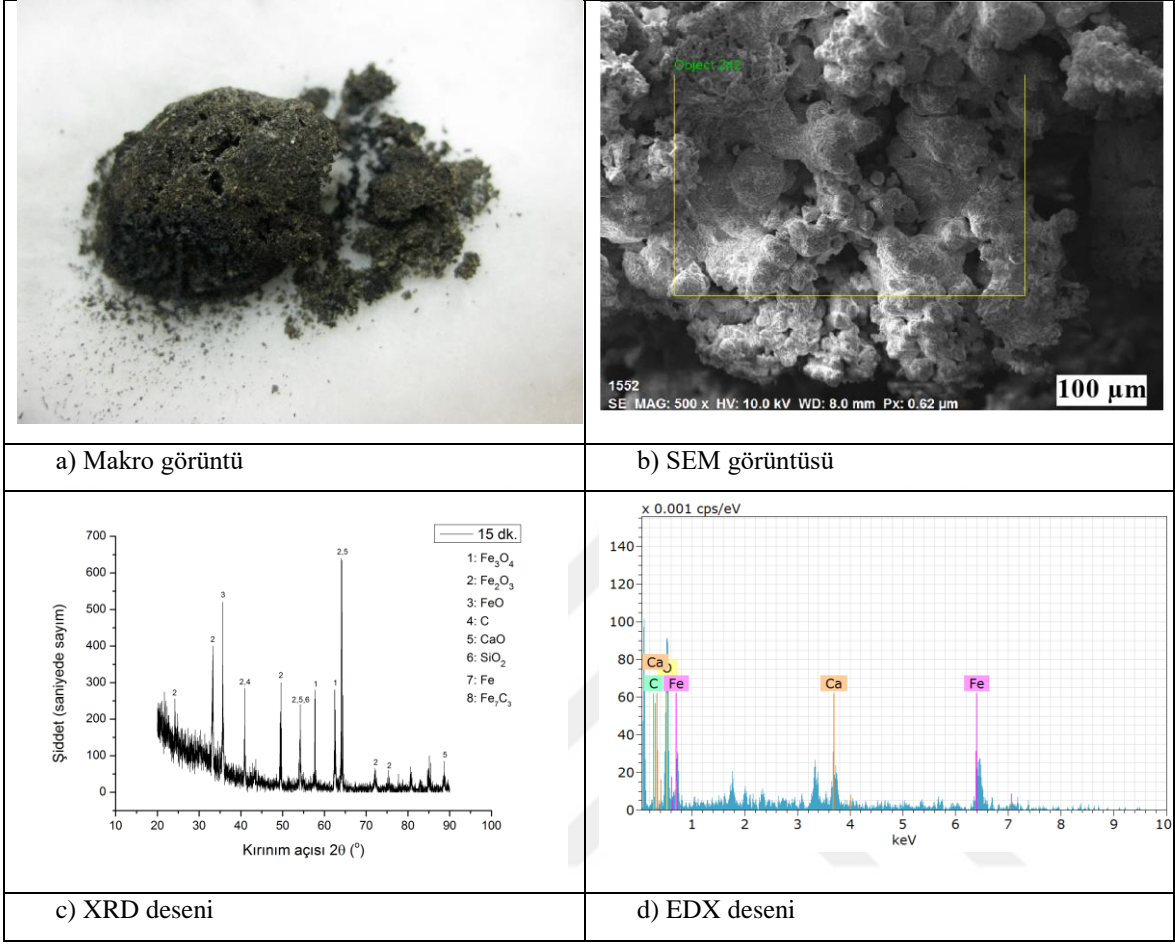 Object 242
1552
SE MAG: 500 x HV: 10.0 kV WD: 8.0 mm Px: 0.62 µm
100 µm
a) Makro görüntü
b) SEM görüntüsü
700
600
500
400
300
200
100
0
10 20 30 40 50 60 70 80 90 100
Şiddet (saniyede sayım)
Kırınım açısı 2θ (°)
2
2
3
2,4
2
2,5,6
1
1
2,5
2
2
5
15 dk.
1: Fe₃O₄
2: Fe₂O₃
3: FeO
4: C
5: CaO
6: SiO₂
7: Fe
8: Fe₇C₃
x 0.001 cps/eV
140
120
100
80
60
40
20
0
Ca
C Fe
Ca
Fe
1 2 3 4 5 6 7 8 9 10
keV
c) XRD deseni
d) EDX deseni